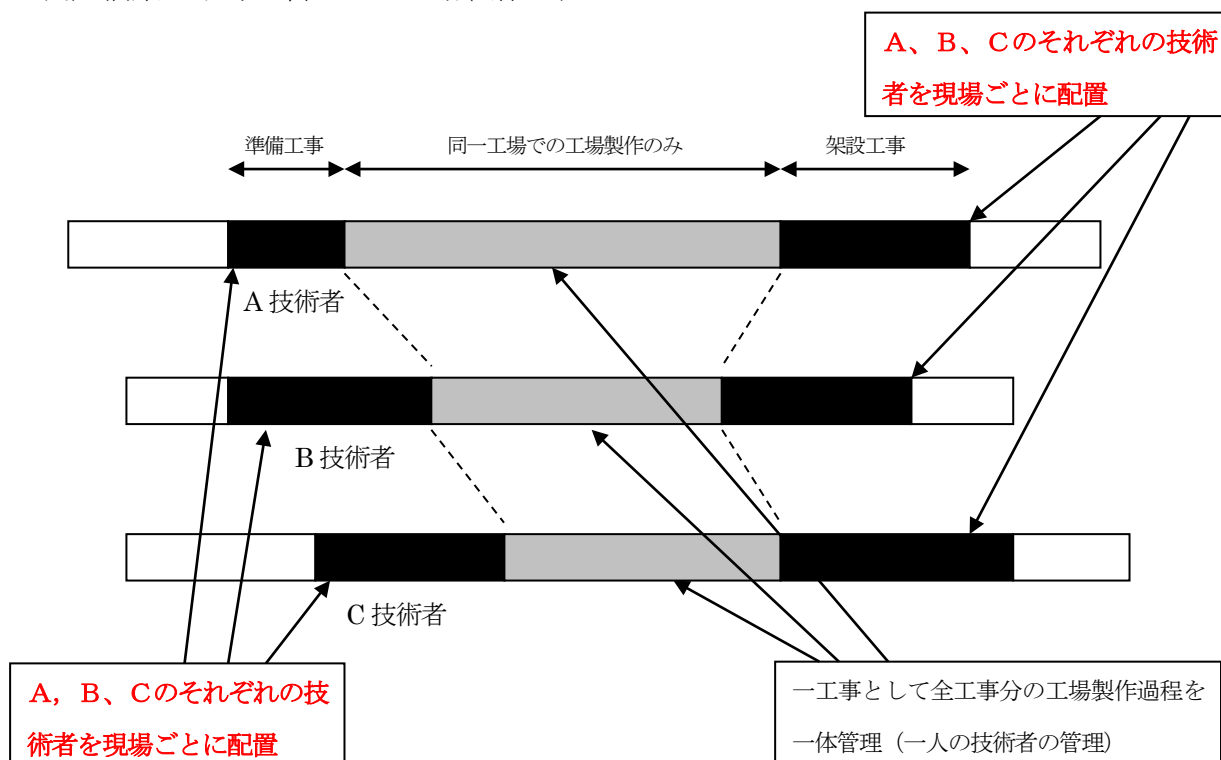 A、B、Cのそれぞれの技術
者を現場ごとに配置
準備工事
同一工場での工場製作のみ
架設工事
A 技術者
B 技術者
C 技術者
A，B、Cのそれぞれの技
術者を現場ごとに配置
一工事として全工事分の工場製作過程を
一体管理（一人の技術者の管理）